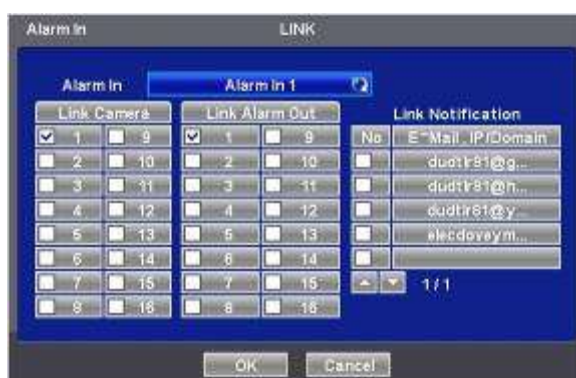 Alarm In LINK
Alarm In Alarm In 1
Link Camera Link Alarm Out Link Notification
1 9 1 9 No E-Mail, IP/Domain
2 10 2 10 dudtlr81@g...
3 11 3 11 dudtlr81@h...
4 12 4 12 dudtlr81@y...
5 13 5 13 elecdoveym...
6 14 6 14
7 15 7 15 1/1
8 16 8 16
OK Cancel